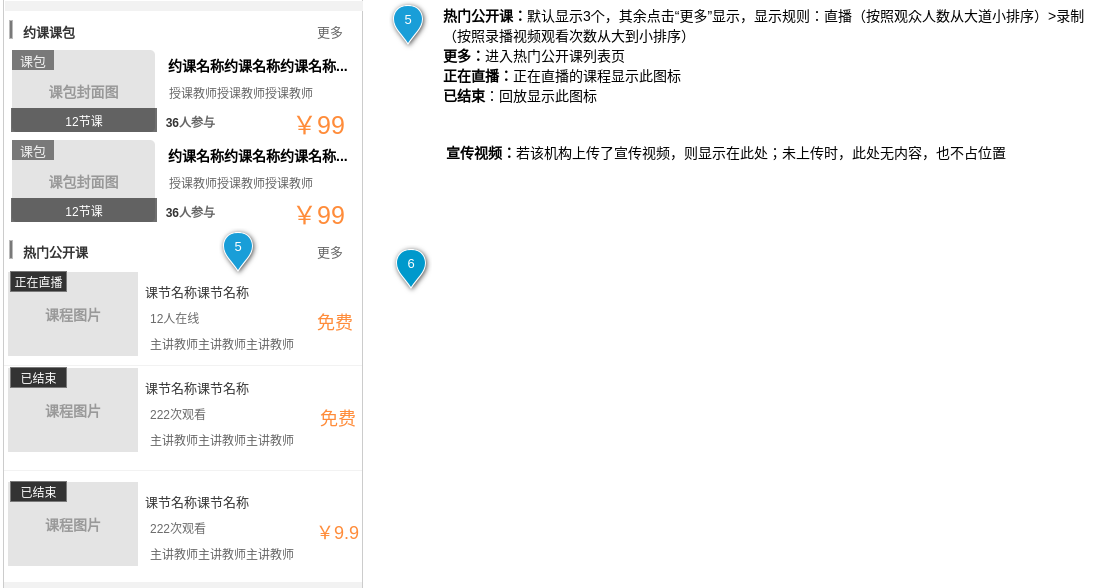 约课课包
更多
课包
课包封面图
12节课
约课名称约课名称约课名称...
授课教师授课教师授课教师
36人参与
￥99
课包
课包封面图
12节课
约课名称约课名称约课名称...
授课教师授课教师授课教师
36人参与
￥99
热门公开课
5
更多
正在直播
课程图片
课节名称课节名称
12人在线
免费
主讲教师主讲教师主讲教师
已结束
课程图片
课节名称课节名称
222次观看
免费
主讲教师主讲教师主讲教师
已结束
课程图片
课节名称课节名称
222次观看
￥9.9
主讲教师主讲教师主讲教师
5
热门公开课：默认显示3个，其余点击“更多”显示，显示规则：直播（按照观众人数从大道小排序）>录制
（按照录播视频观看次数从大到小排序）
更多：进入热门公开课列表页
正在直播：正在直播的课程显示此图标
已结束：回放显示此图标
宣传视频：若该机构上传了宣传视频，则显示在此处；未上传时，此处无内容，也不占位置
6